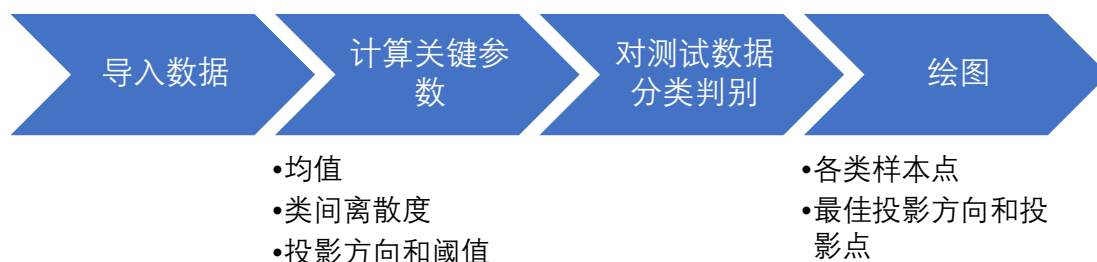 导入数据
计算关键参
数
对测试数据
分类判别
绘图
•均值
•类间离散度
•投影方向和阈值
•各类样本点
•最佳投影方向和投
影点